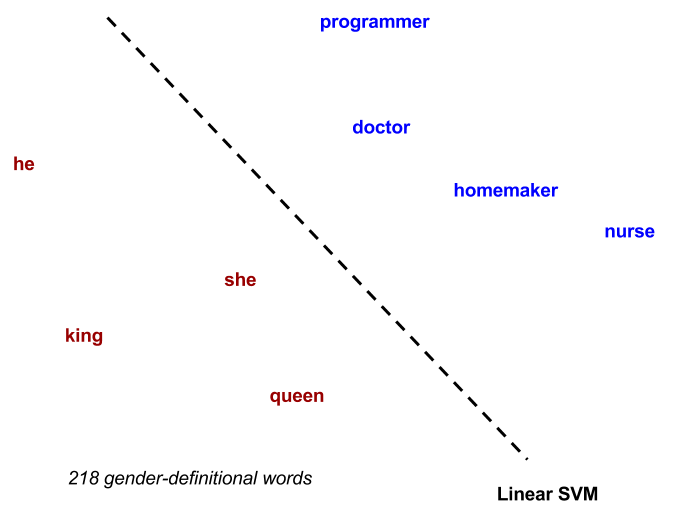 programmer
doctor
he
homemaker
nurse
she
king
queen
218 gender-definitional words
Linear SVM